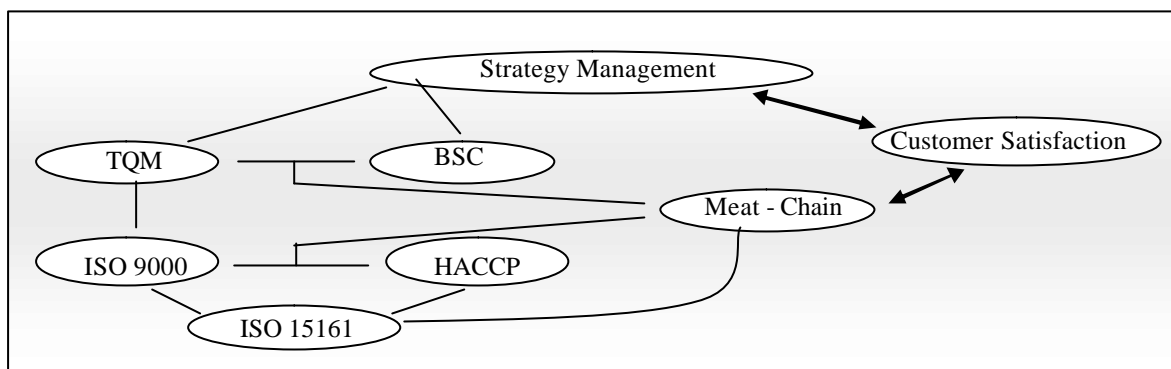 Strategy Management
Customer Satisfaction
TQM
BSC
Meat - Chain
ISO 9000
HACCP
ISO 15161